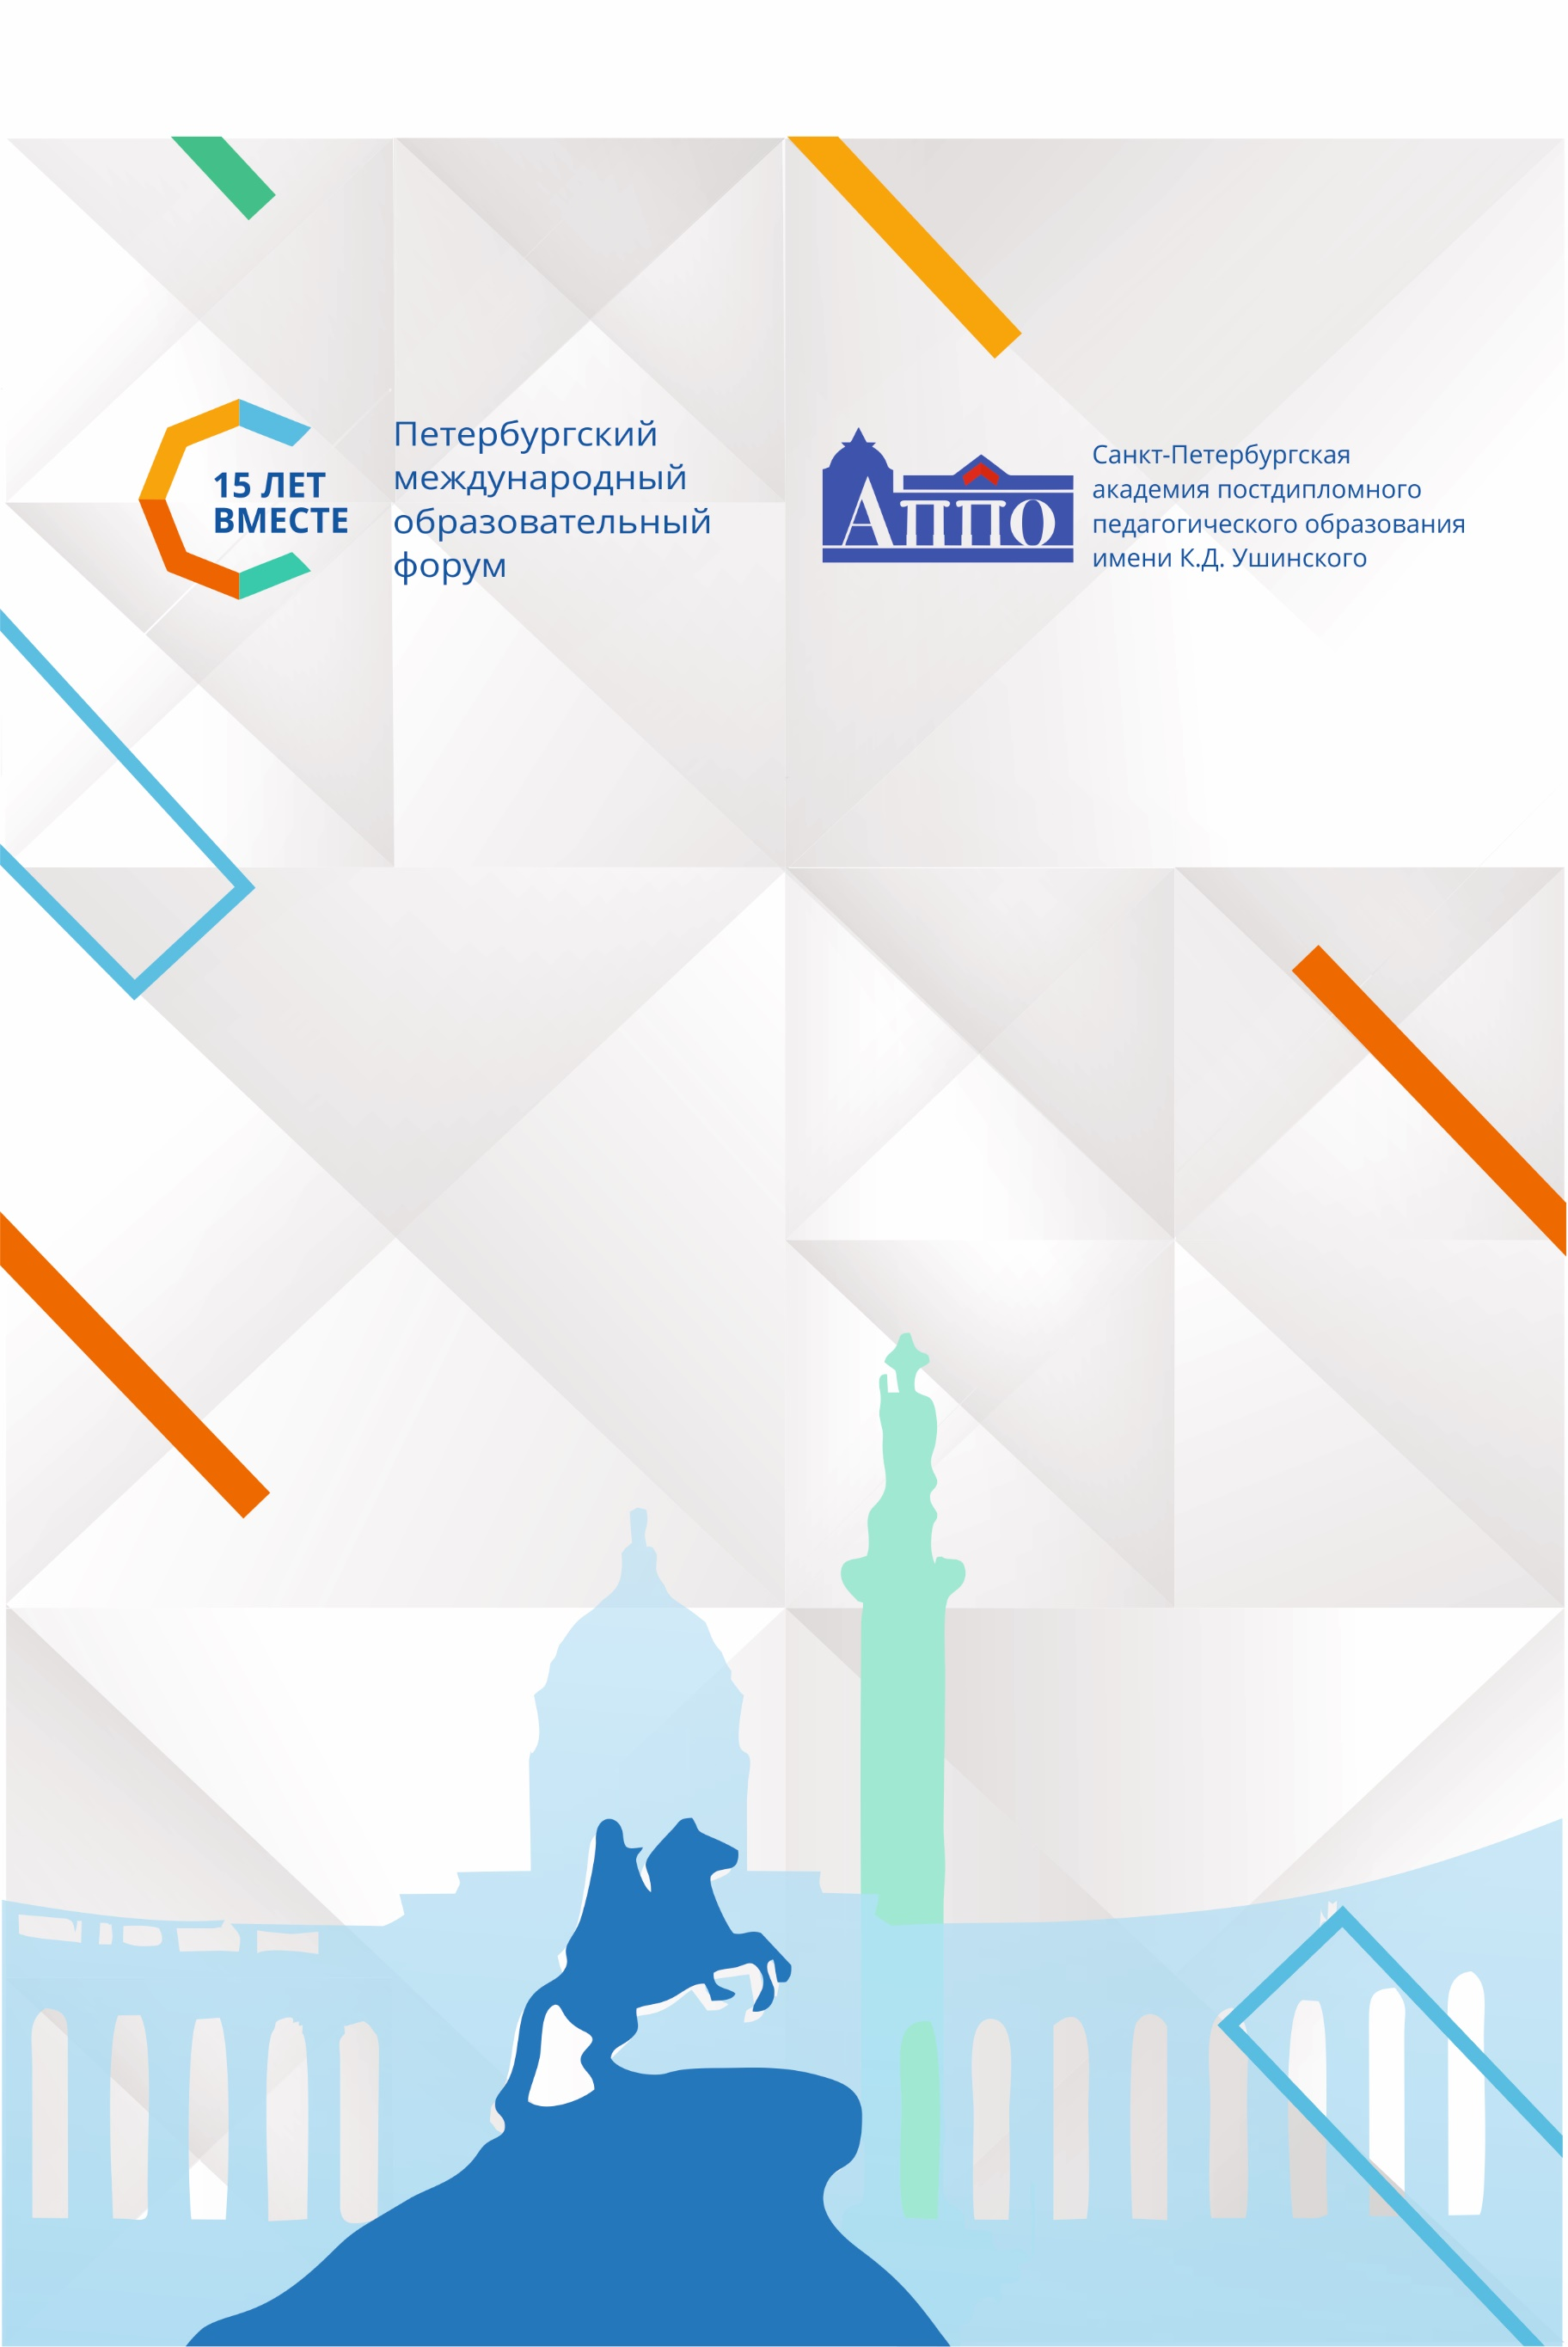 15 ЛЕТ
ВМЕСТЕ
Петербургский
международный
образовательный
форум
АППО
Санкт-Петербургская
академия постдипломного
педагогического образования
имени К.Д. Ушинского